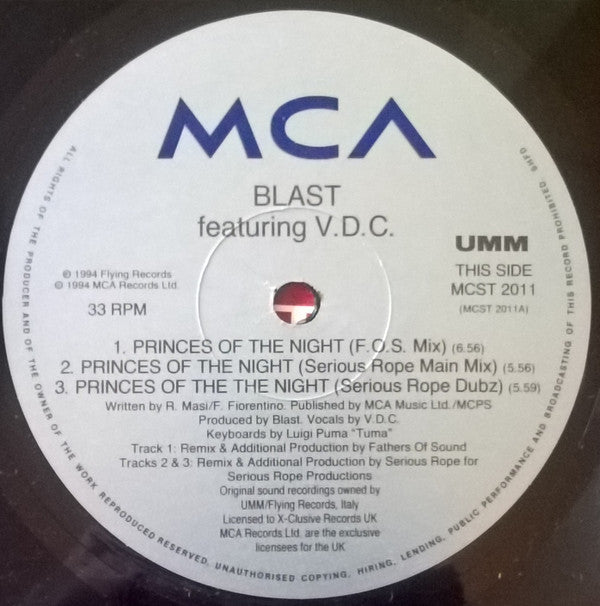 MCA
BLAST
featuring V.D.C.
UMM
℗ 1994 Flying Records
© 1994 MCA Records Ltd.
THIS SIDE
MCST 2011
(MCST 2011A)
33 RPM
1. PRINCES OF THE NIGHT (F.O.S. Mix) (6.56)
2. PRINCES OF THE NIGHT (Serious Rope Main Mix) (5.56)
3. PRINCES OF THE THE NIGHT (Serious Rope Dubz) (5.59)
Written by R. Masi/F. Fiorentino. Published by MCA Music Ltd./MCPS
Produced by Blast. Vocals by V.D.C.
Keyboards by Luigi Puma "Tuma"
Track 1: Remix & Additional Production by Fathers Of Sound
Tracks 2 & 3: Remix & Additional Production by Serious Rope for
Serious Rope Productions
Original sound recordings owned by
UMM/Flying Records, Italy
Licensed to X-Clusive Records UK
MCA Records Ltd. are the exclusive
licensees for the UK
ALL RIGHTS OF THE PRODUCER AND OF THE OWNER OF THE WORK REPRODUCED RESERVED. UNAUTHORISED COPYING, HIRING, LENDING, PUBLIC PERFORMANCE AND BROADCASTING OF THIS RECORD PROHIBITED. BHFD